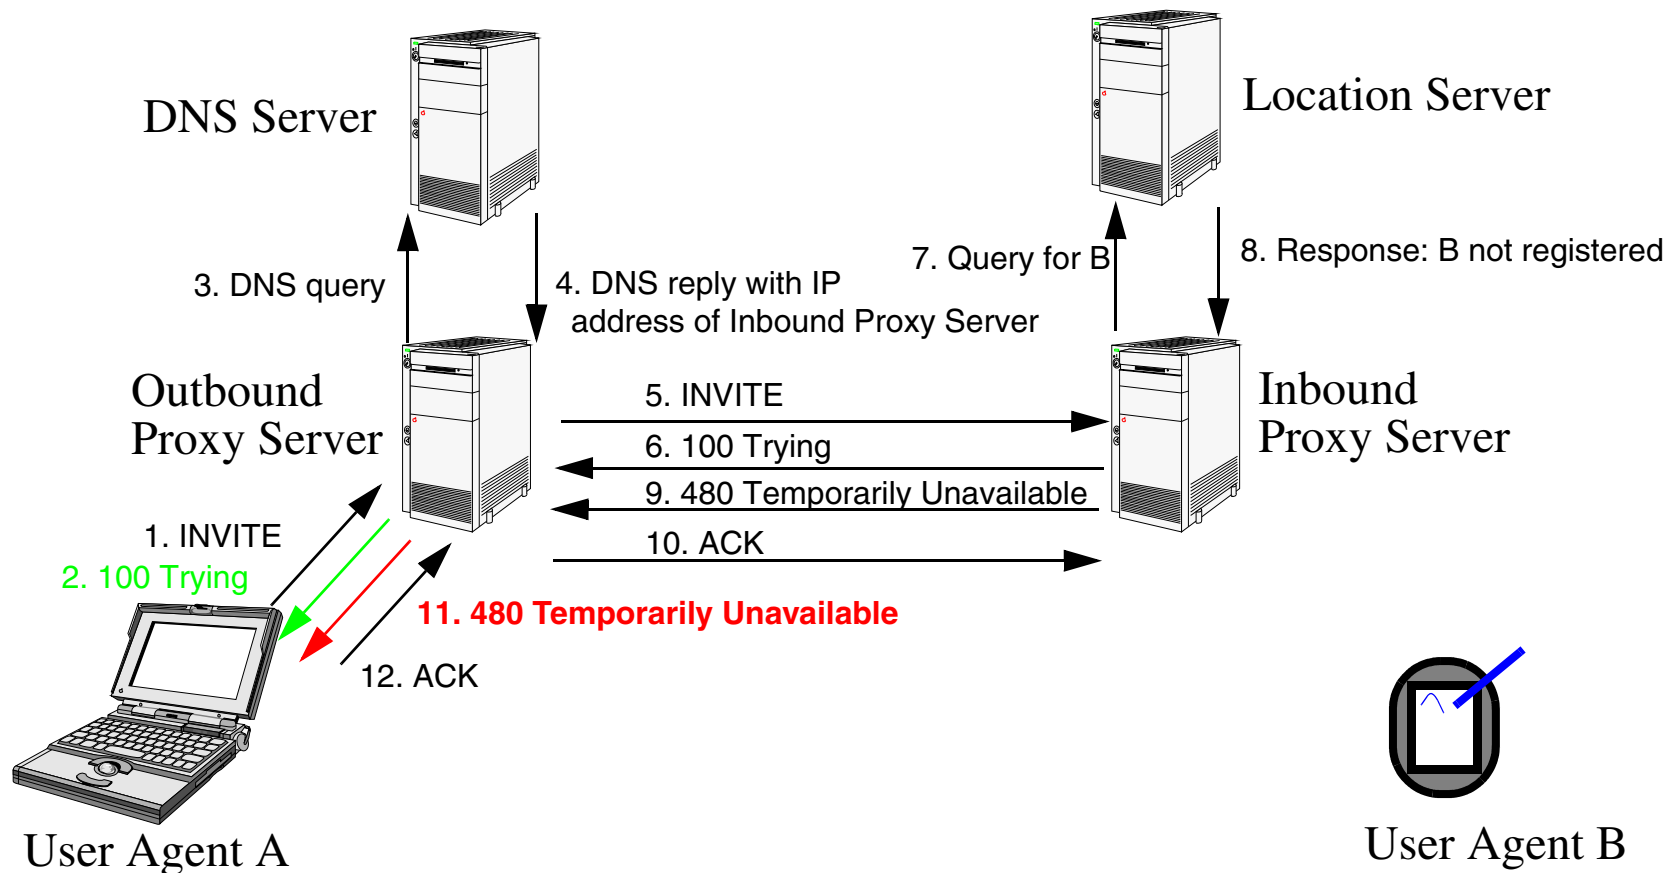 DNS Server
Location Server
3. DNS query
4. DNS reply with IP
address of Inbound Proxy Server
7. Query for B
8. Response: B not registered
Outbound
Proxy Server
5. INVITE
6. 100 Trying
9. 480 Temporarily Unavailable
10. ACK
Inbound
Proxy Server
1. INVITE
2. 100 Trying
11. 480 Temporarily Unavailable
12. ACK
User Agent A
User Agent B